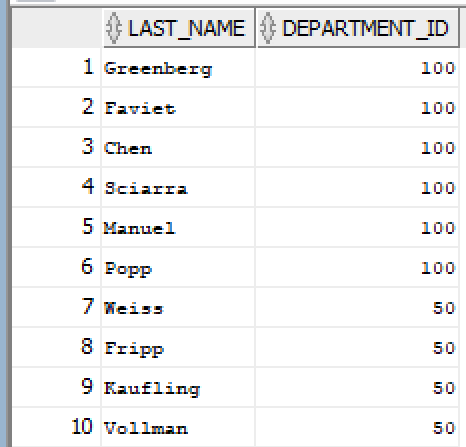 LAST_NAME DEPARTMENT_ID
1 Greenberg 100
2 Faviet 100
3 Chen 100
4 Sciarra 100
5 Manuel 100
6 Popp 100
7 Weiss 50
8 Fripp 50
9 Kaufling 50
10 Vollman 50